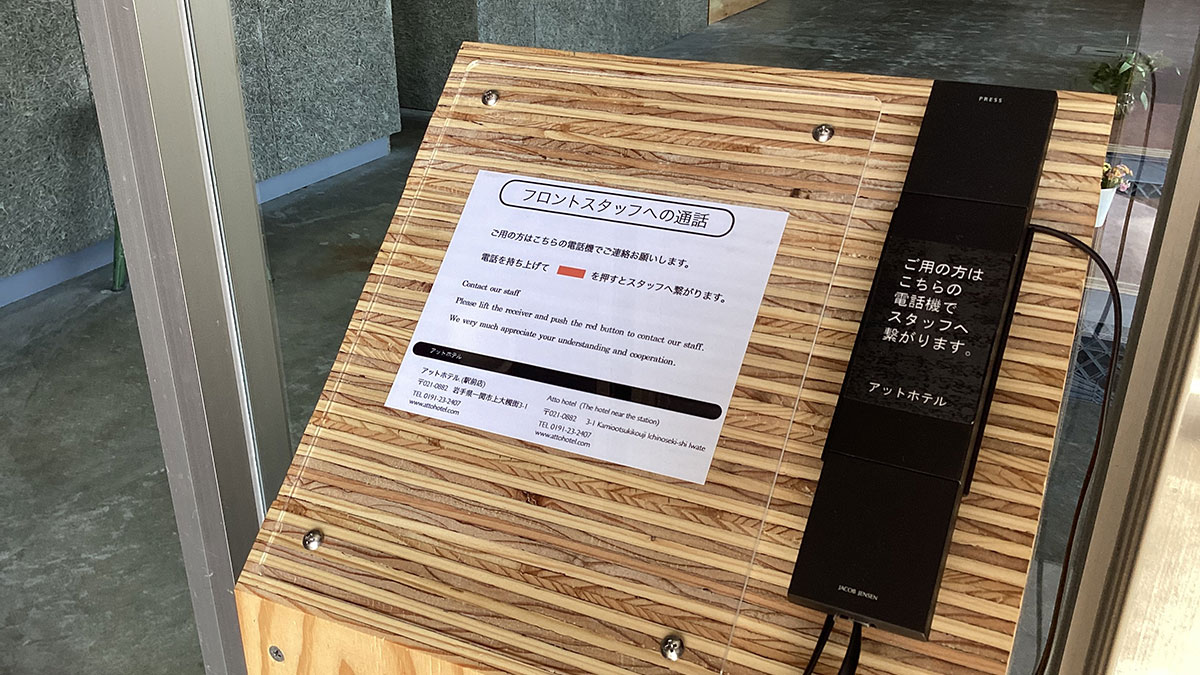 フロントスタッフへの通話
ご用の方はこちらの電話機でご連絡お願いします。
電話を持ち上げて を押すとスタッフへ繋がります。
Contact our staff
Please lift the receiver and push the red button to contact our staff.
We very much appreciate your understanding and cooperation.
アットホテル
アットホテル (駅前店)
〒021-0882 岩手県一関市上大槻街3-1
TEL 0191-23-2407
www.attohotel.com
Atto hotel (The hotel near the station)
〒021-0882 3-1 Kamiootsukikouji Ichinoseki-shi Iwate
TEL 0191-23-2407
www.attohotel.com
PRESS
ご用の方は
こちらの
電話機で
スタッフへ
繋がります。
アットホテル
JACOB JENSEN